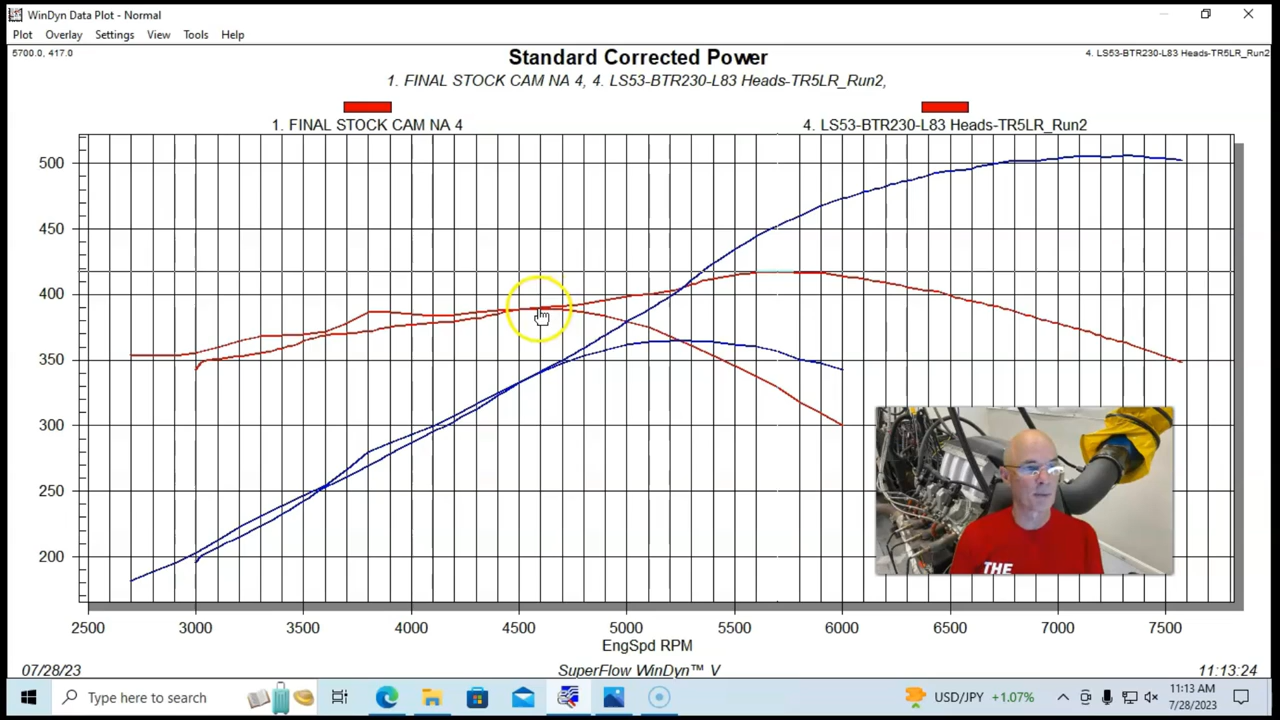 WinDyn Data Plot - Normal
Plot Overlay Settings View Tools Help
5700.0, 417.0
4. LS53-BTR230-L83 Heads-TR5LR_Run2
Standard Corrected Power
1. FINAL STOCK CAM NA 4, 4. LS53-BTR230-L83 Heads-TR5LR_Run2,
1. FINAL STOCK CAM NA 4
4. LS53-BTR230-L83 Heads-TR5LR_Run2
500
450
400
350
300
250
200
THE
2500 3000 3500 4000 4500 5000 5500 6000 6500 7000 7500
EngSpd RPM
07/28/23
SuperFlow WinDyn™ V
11:13:24
Type here to search
USD/JPY +1.07%
11:13 AM
7/28/2023